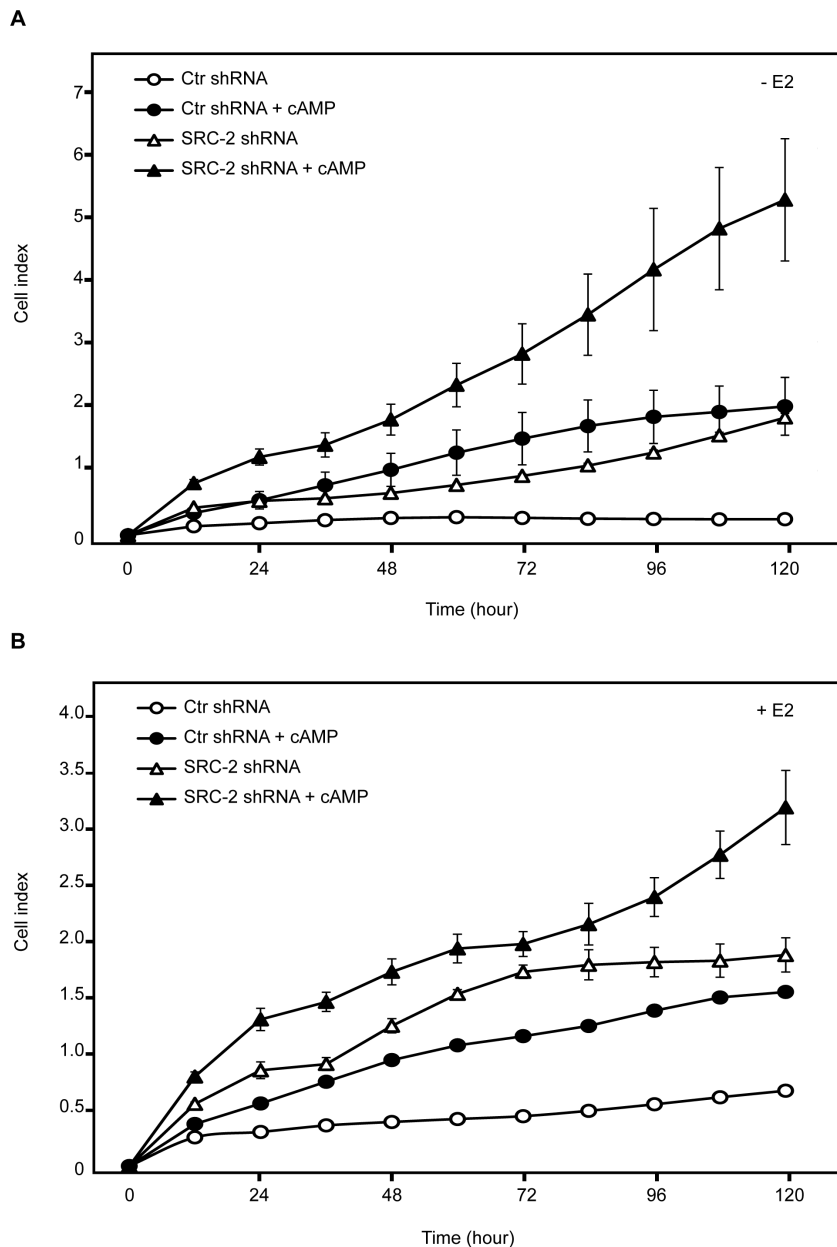 A
Ctr shRNA
Ctr shRNA + cAMP
SRC-2 shRNA
SRC-2 shRNA + cAMP
- E2
7
6
5
4
3
2
1
0
Cell index
0 24 48 72 96 120
Time (hour)
B
Ctr shRNA
Ctr shRNA + cAMP
SRC-2 shRNA
SRC-2 shRNA + cAMP
+ E2
4.0
3.5
3.0
2.5
2.0
1.5
1.0
0.5
0
Cell index
0 24 48 72 96 120
Time (hour)